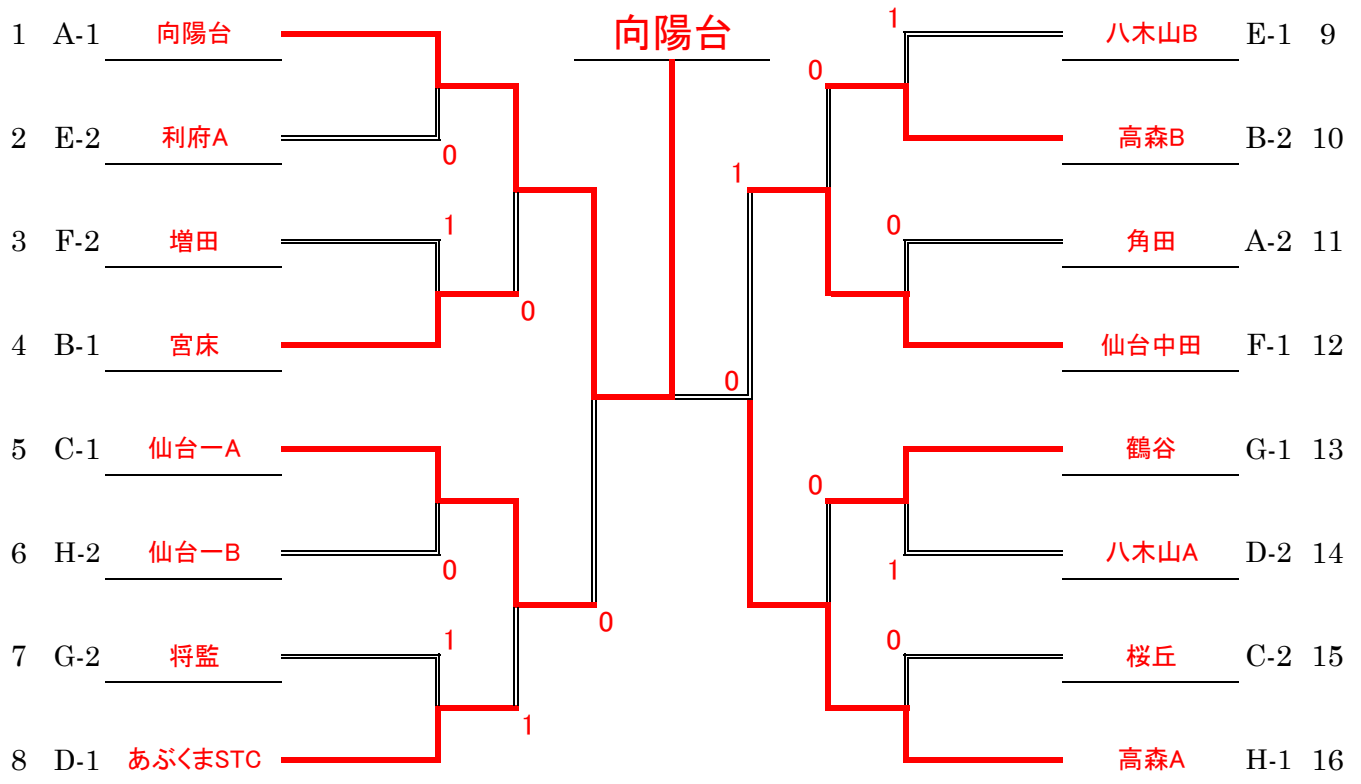 向陽台
1 A-1 向陽台 1 八木山B E-1 9
0
2 E-2 利府A 高森B B-2 10
0
1
3 F-2 増田 1 0 角田 A-2 11
0
4 B-1 宮床 仙台中田 F-1 12
0
5 C-1 仙台一A 鶴谷 G-1 13
0
6 H-2 仙台一B 八木山A D-2 14
0 1
0
7 G-2 将監 1 0 桜丘 C-2 15
1
8 D-1 あぶくまSTC 高森A H-1 16